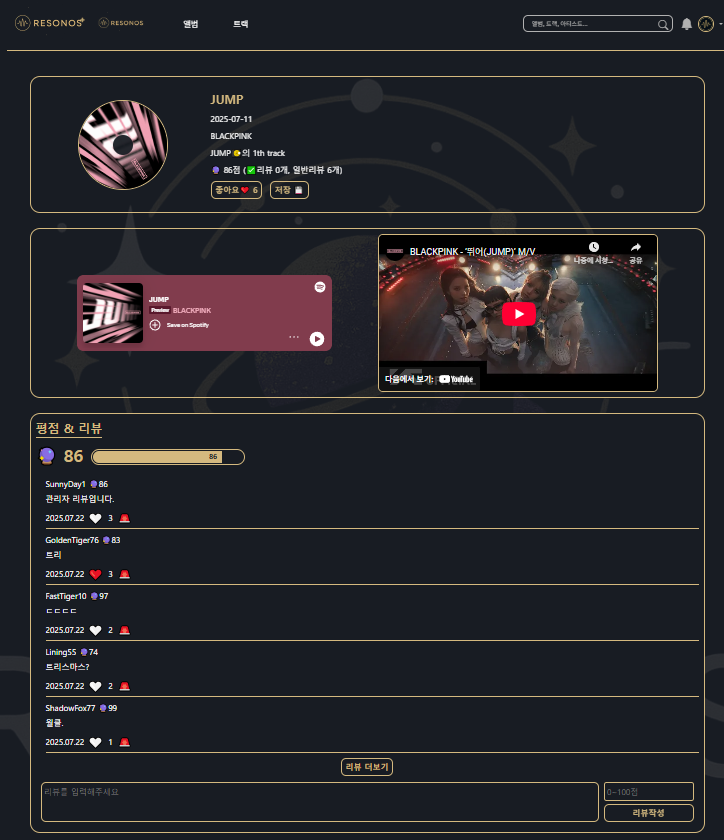 RESONOS
RESONOS
앨범
트랙
앨범, 트랙, 아티스트...
JUMP
2025-07-11
BLACKPINK
JUMP 의 1th track
86점 (✅리뷰 0개, 일반리뷰 6개)
좋아요 6
저장
JUMP
Preview BLACKPINK
Save on Spotify
BLACKPINK - ‘뛰어(JUMP)’ M/V
나중에 시청...
공유
다음에서 보기: YouTube
평점 & 리뷰
86
86
SunnyDay1 86
관리자 리뷰입니다.
2025.07.22 3
GoldenTiger76 83
트리
2025.07.22 3
FastTiger10 97
ㄷㄷㄷㄷ
2025.07.22 2
Lining55 74
트리스마스?
2025.07.22 2
ShadowFox77 99
월클.
2025.07.22 1
리뷰 더보기
리뷰를 입력해주세요
0~100점
리뷰작성